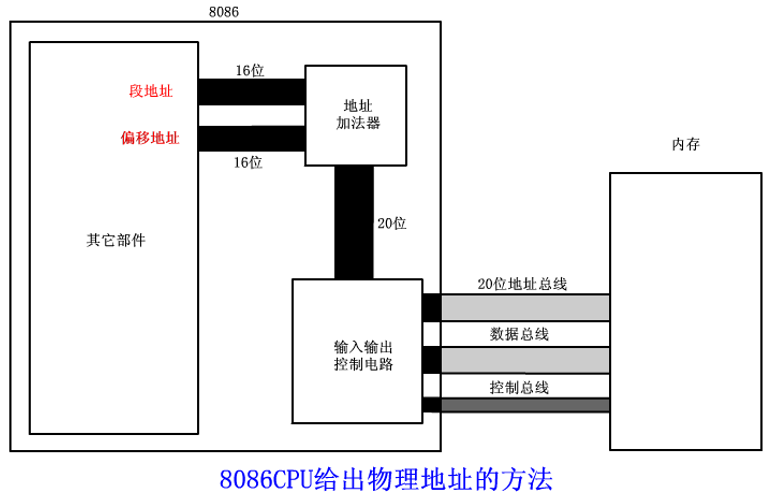 8086
16位
段地址
地址
加法器
偏移地址
16位
内存
20位
其它部件
20位地址总线
数据总线
输入输出
控制电路
控制总线
8086CPU给出物理地址的方法